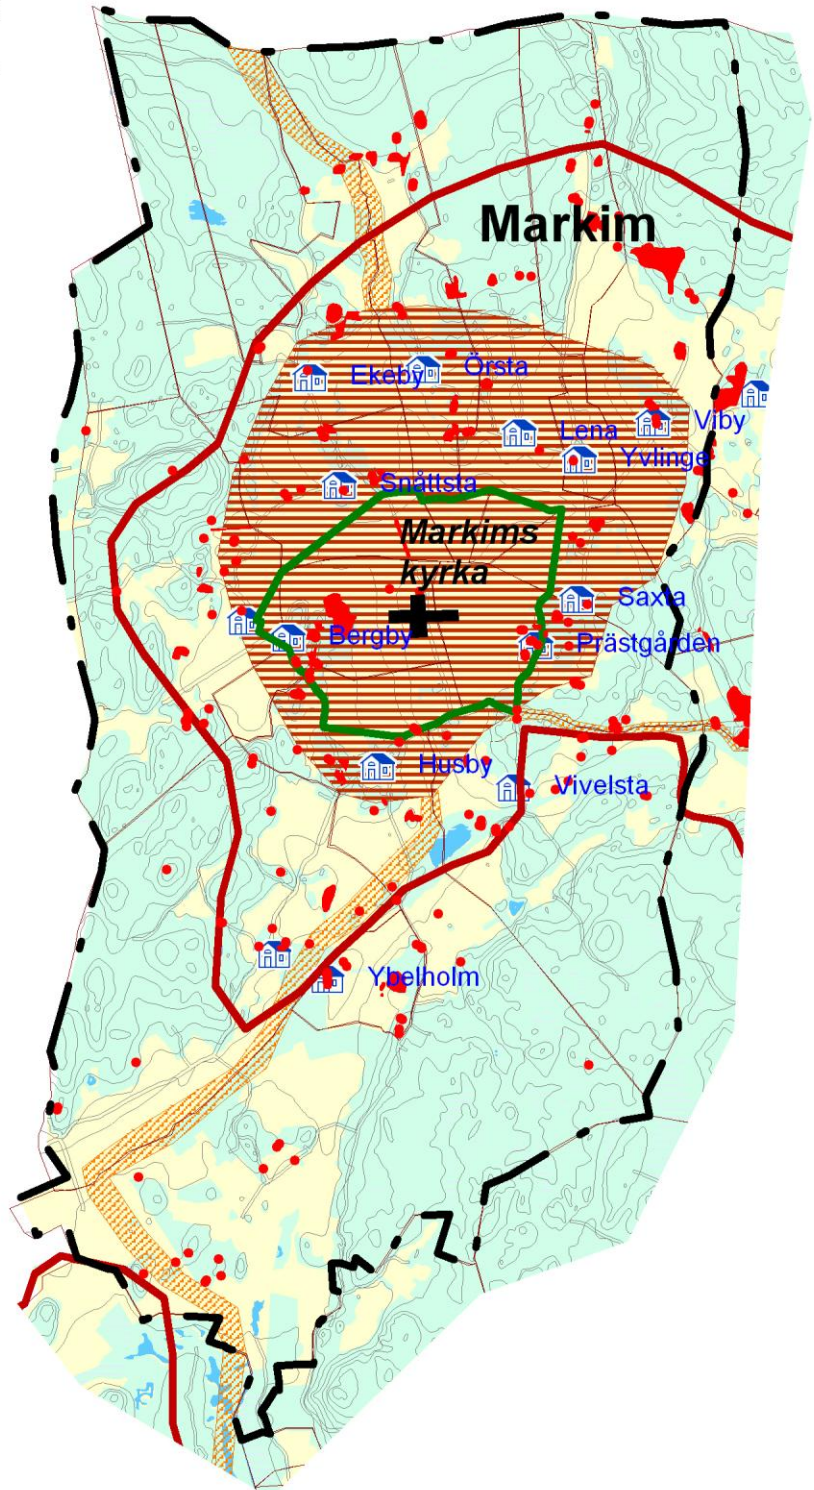 Markim
Ekeby
Örsta
Lena
Viby
Yvlinge
Snåttsta
Markims
kyrka
Saxta
Bergby
Prästgården
Husby
Vivelsta
Ybelholm